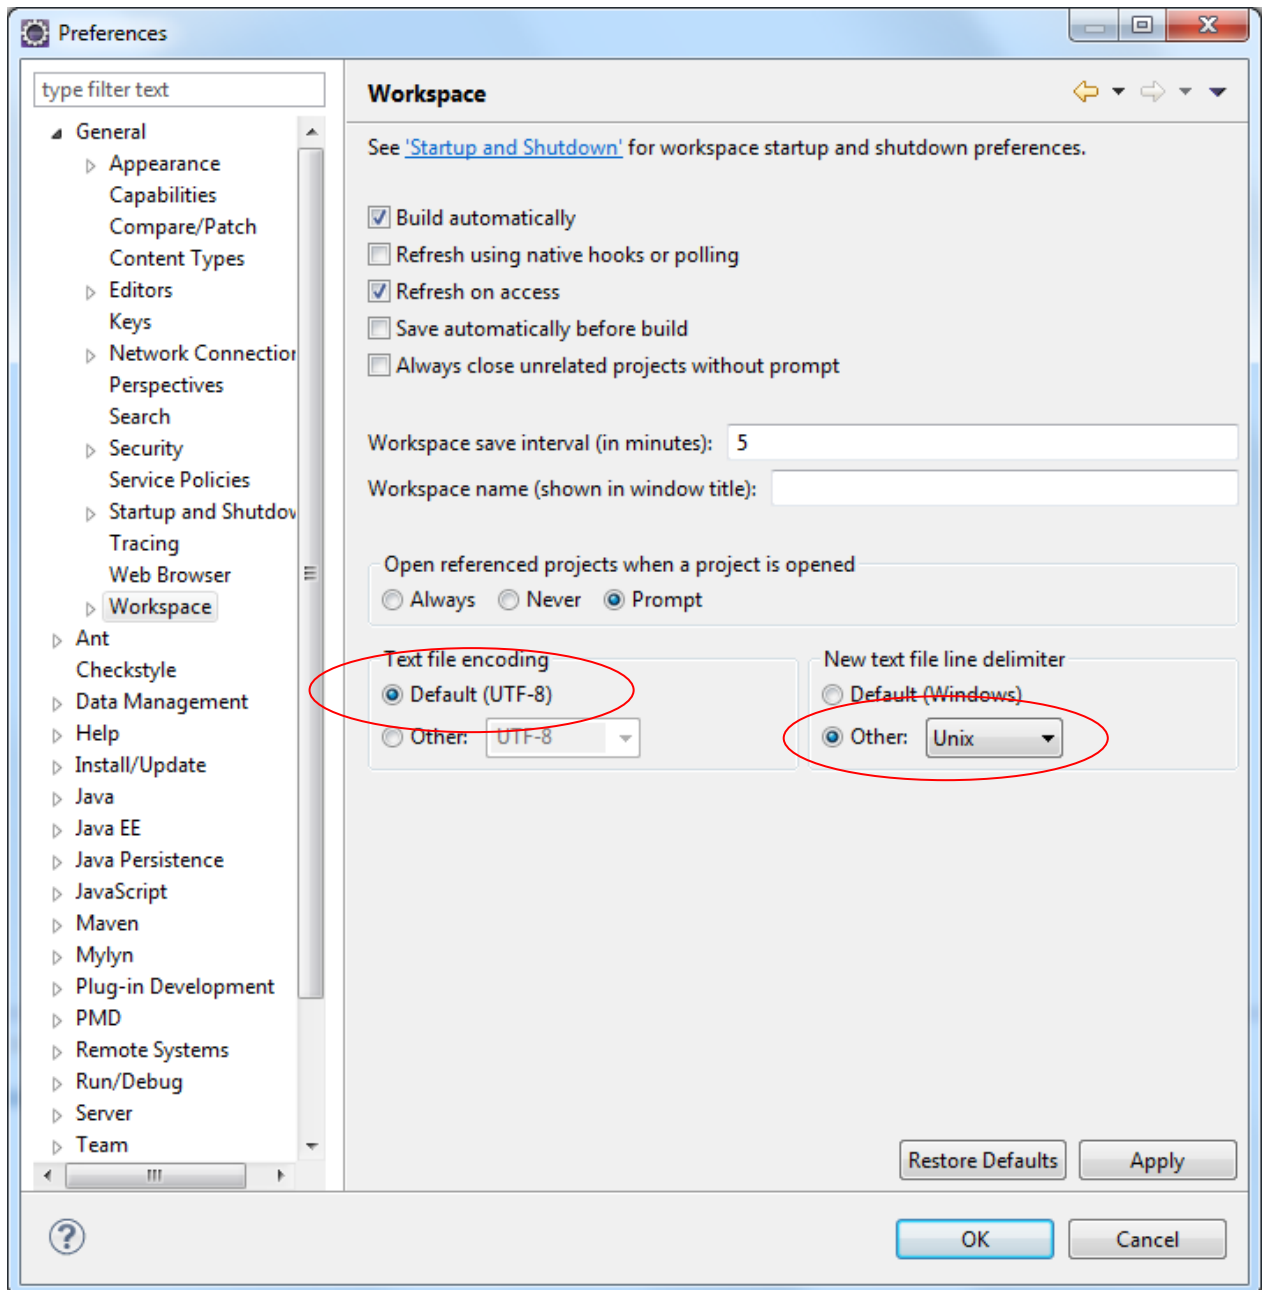 Preferences
type filter text
General
Appearance
Capabilities
Compare/Patch
Content Types
Editors
Keys
Network Connection
Perspectives
Search
Security
Service Policies
Startup and Shutdov
Tracing
Web Browser
Workspace
Ant
Checkstyle
Data Management
Help
Install/Update
Java
Java EE
Java Persistence
JavaScript
Maven
Mylyn
Plug-in Development
PMD
Remote Systems
Run/Debug
Server
Team
Workspace
See 'Startup and Shutdown' for workspace startup and shutdown preferences.
Build automatically
Refresh using native hooks or polling
Refresh on access
Save automatically before build
Always close unrelated projects without prompt
Workspace save interval (in minutes): 5
Workspace name (shown in window title):
Open referenced projects when a project is opened
Always Never Prompt
Text file encoding
Default (UTF-8)
Other: UTF-8
New text file line delimiter
Default (Windows)
Other: Unix
Restore Defaults Apply
? OK Cancel